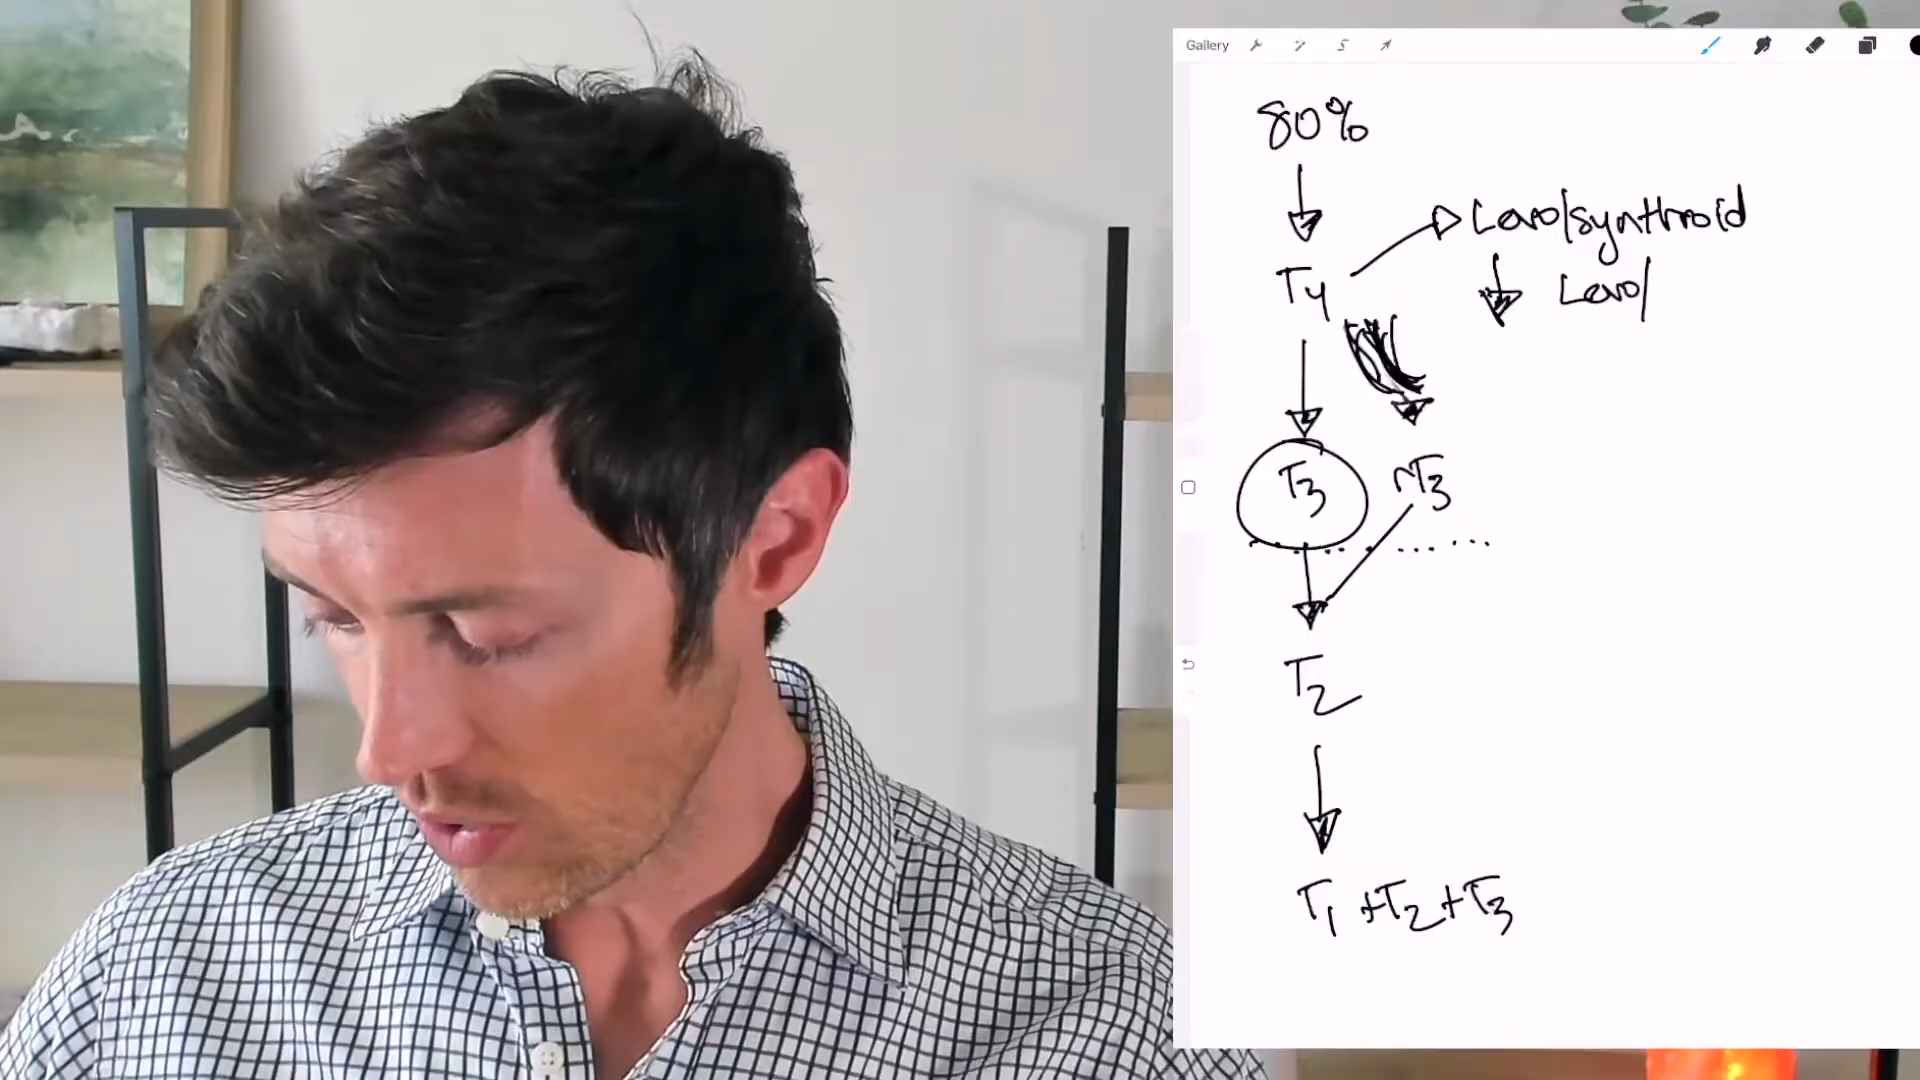 Gallery
80%
T4
Levo/synthroid
Levo/
T3
rT3
T2
T1+T2+T3